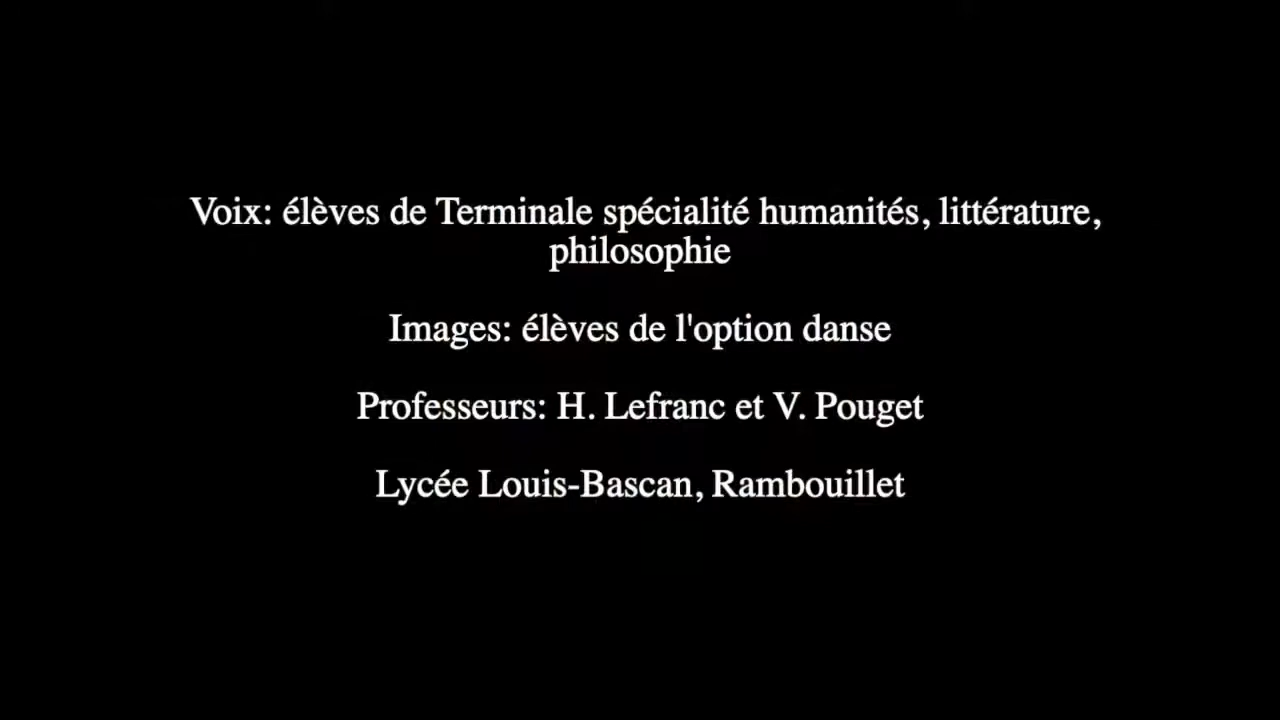 Voix: élèves de Terminale spécialité humanités, littérature,
philosophie
Images: élèves de l'option danse
Professeurs: H. Lefranc et V. Pouget
Lycée Louis-Bascan, Rambouillet